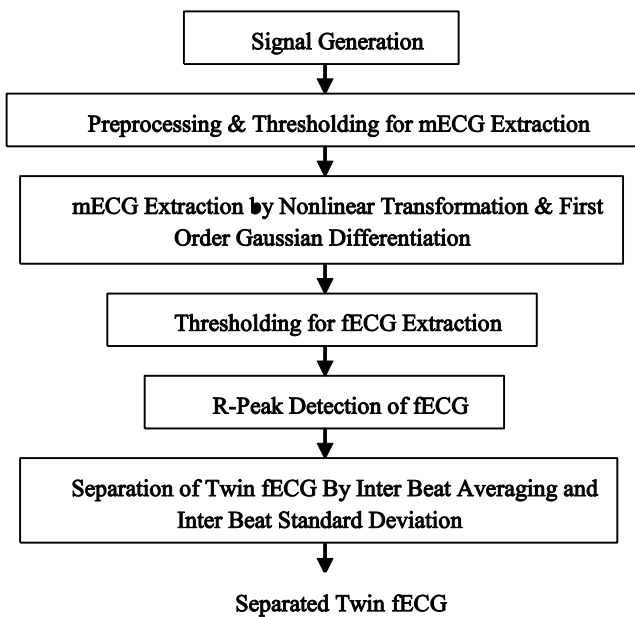 Signal Generation
Preprocessing & Thresholding for mECG Extraction
mECG Extraction by Nonlinear Transformation & First
Order Gaussian Differentiation
Thresholding for fECG Extraction
R-Peak Detection of fECG
Separation of Twin fECG By Inter Beat Averaging and
Inter Beat Standard Deviation
Separated Twin fECG